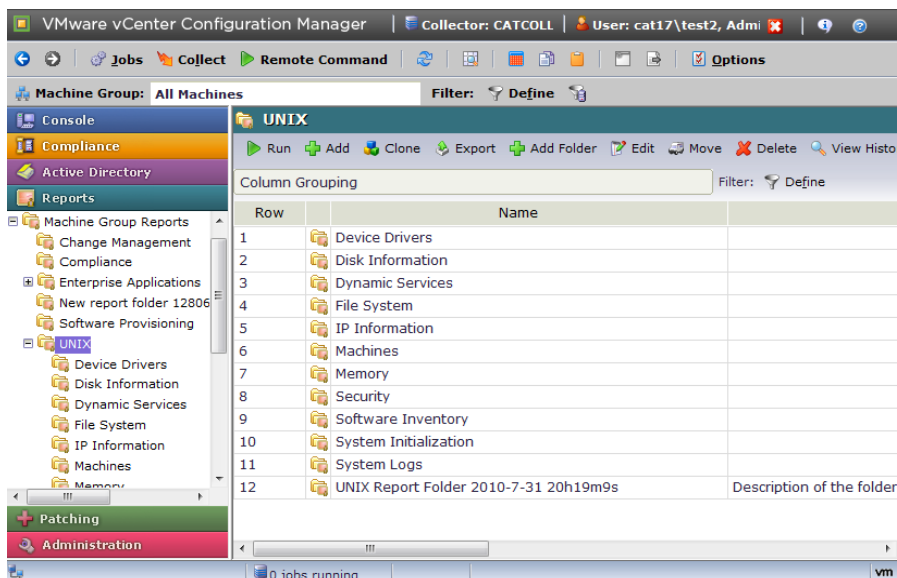 VMware vCenter Configuration Manager | Collector: CATCOLL | User: cat17\test2, Admi
Jobs Collect Remote Command Options
Machine Group: All Machines Filter: Define
Console
Compliance
Active Directory
Reports
Machine Group Reports
Change Management
Compliance
Enterprise Applications
New report folder 12806
Software Provisioning
UNIX
Device Drivers
Disk Information
Dynamic Services
File System
IP Information
Machines
Memory
Patching
Administration
UNIX
Run Add Clone Export Add Folder Edit Move Delete View Histo
Column Grouping Filter: Define
Row Name
1 Device Drivers
2 Disk Information
3 Dynamic Services
4 File System
5 IP Information
6 Machines
7 Memory
8 Security
9 Software Inventory
10 System Initialization
11 System Logs
12 UNIX Report Folder 2010-7-31 20h19m9s Description of the folder
0 jobs running vm